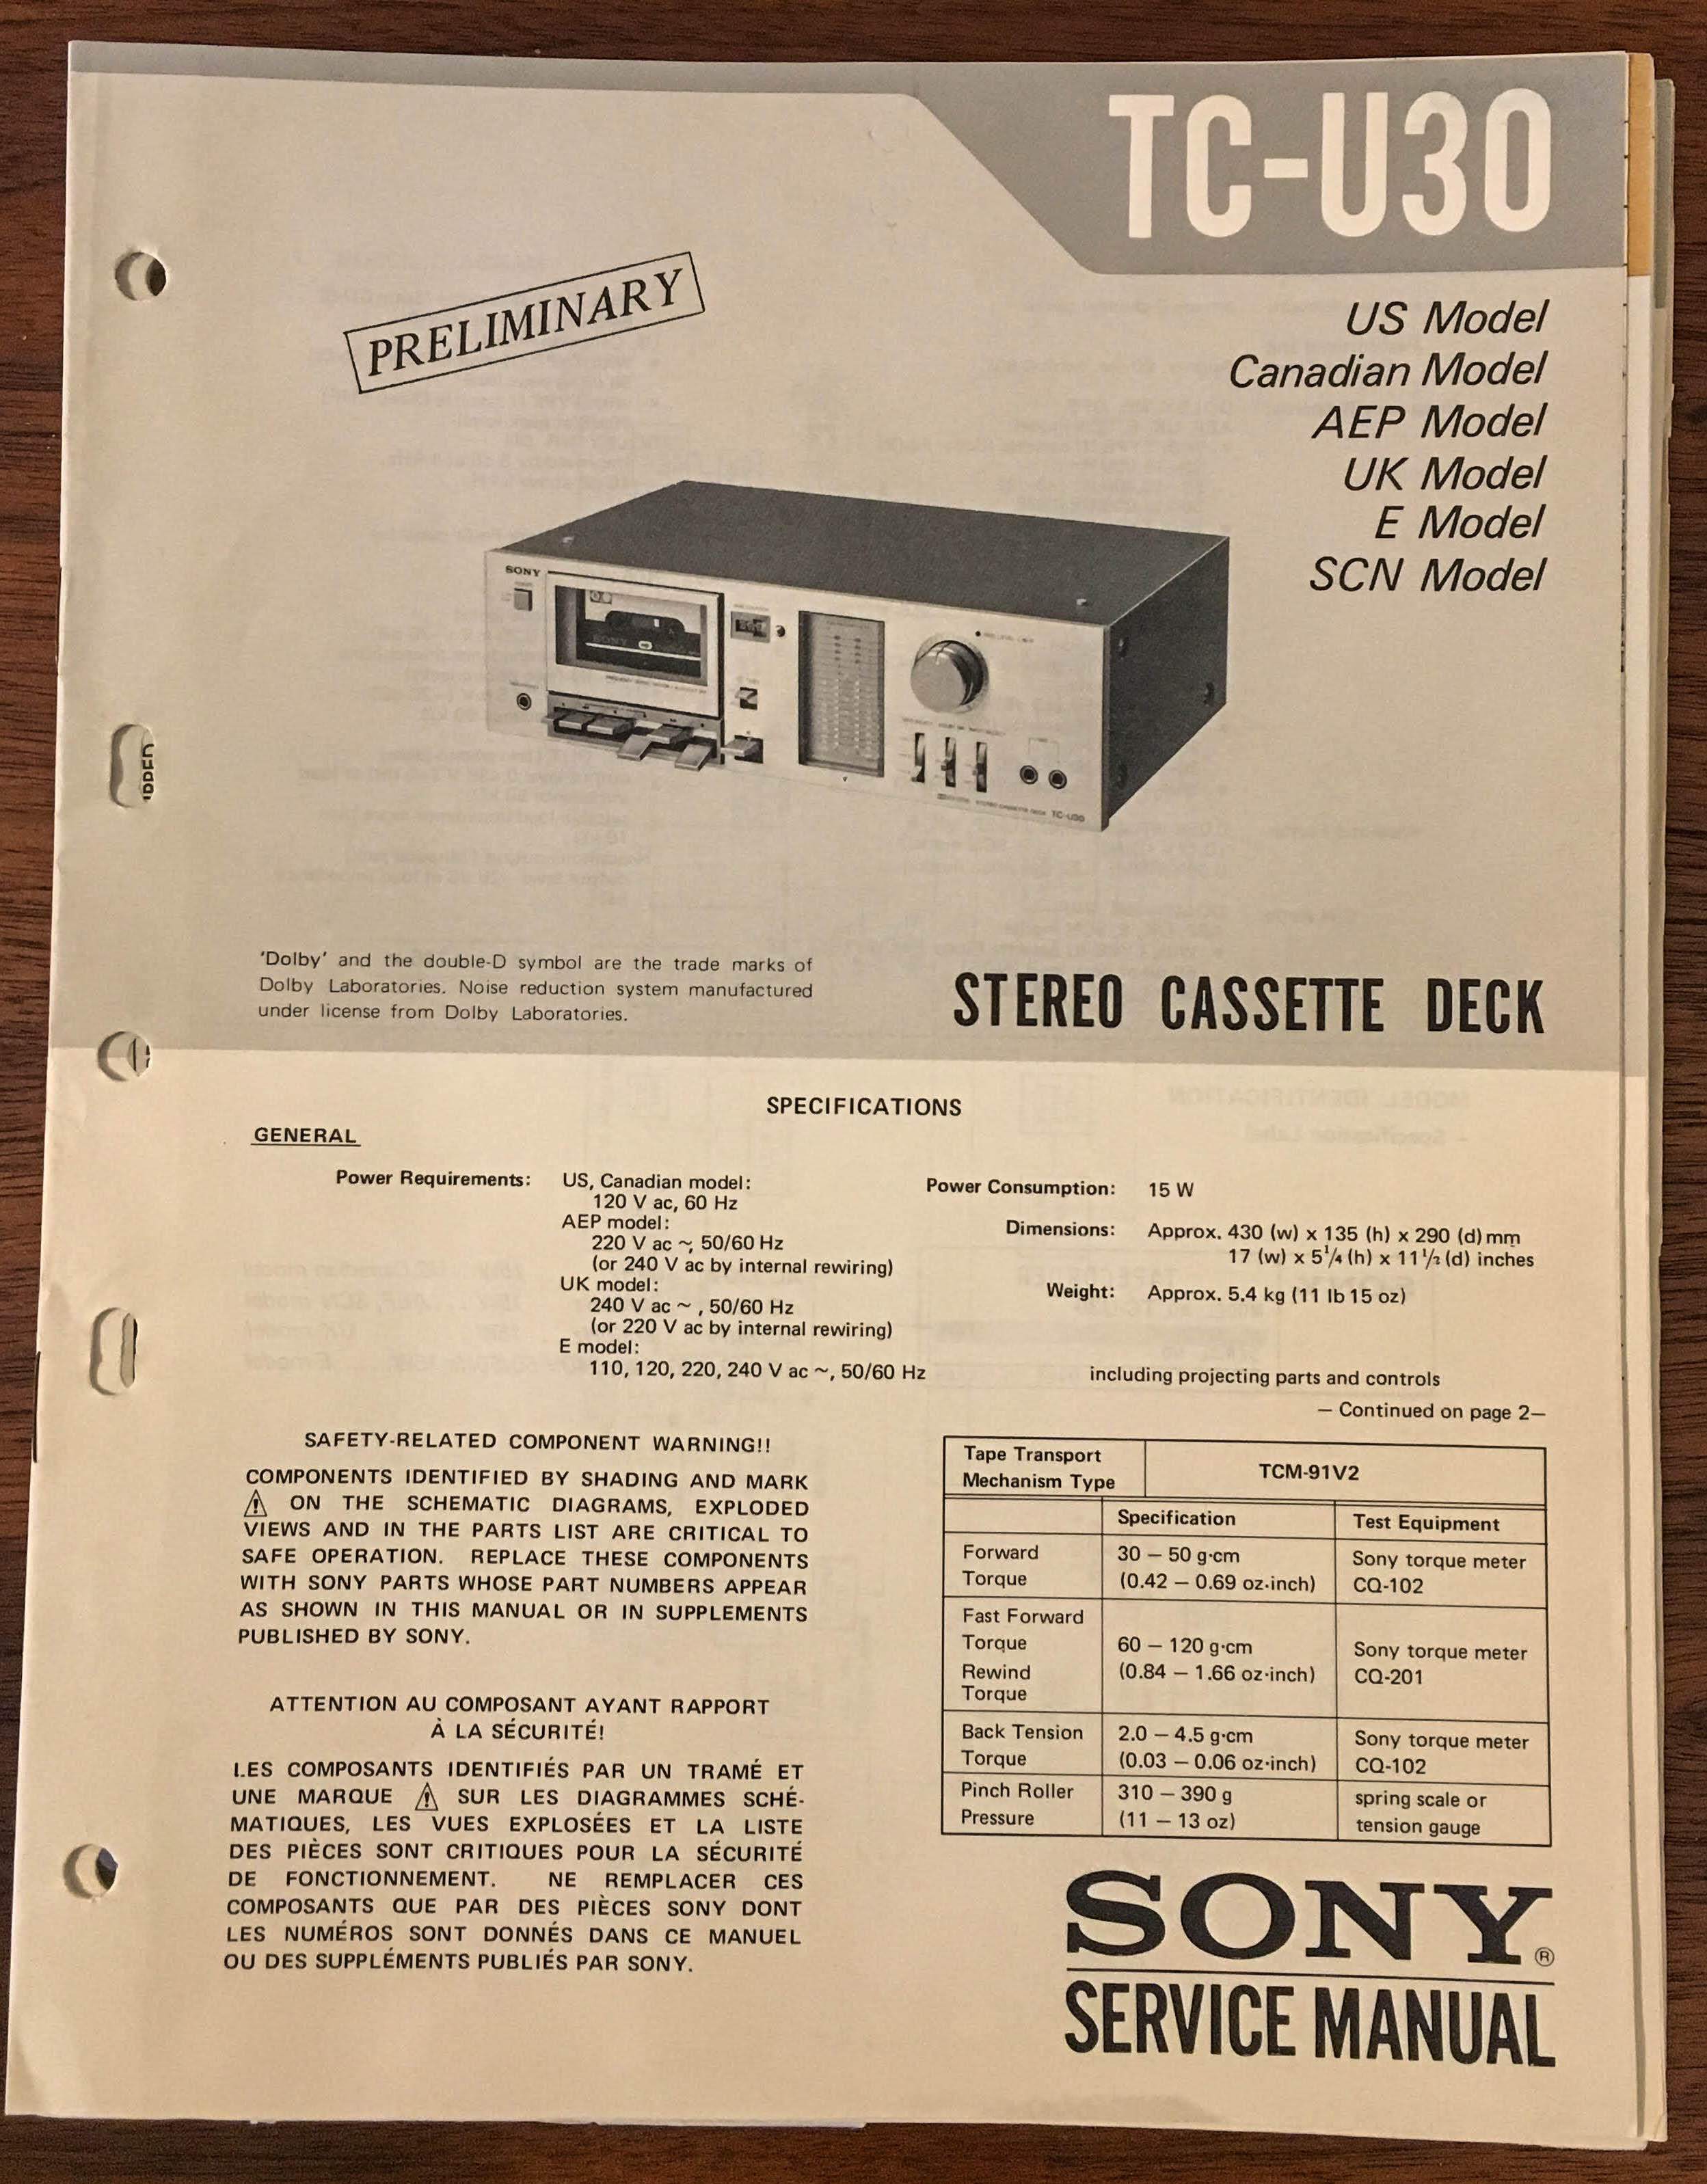 TC-U30
PRELIMINARY
US Model
Canadian Model
AEP Model
UK Model
E Model
SCN Model
SONY
SONY
TC-U30
'Dolby' and the double-D symbol are the trade marks of
Dolby Laboratories. Noise reduction system manufactured
under license from Dolby Laboratories.
STEREO CASSETTE DECK
SPECIFICATIONS
GENERAL
Power Requirements:
US, Canadian model:
120 V ac, 60 Hz
AEP model:
220 V ac ~, 50/60 Hz
(or 240 V ac by internal rewiring)
UK model:
240 V ac ~ , 50/60 Hz
(or 220 V ac by internal rewiring)
E model:
110, 120, 220, 240 V ac ~, 50/60 Hz
Power Consumption: 15 W
Dimensions: Approx. 430 (w) x 135 (h) x 290 (d) mm
17 (w) x 5¼ (h) x 11½ (d) inches
Weight: Approx. 5.4 kg (11 lb 15 oz)
including projecting parts and controls
— Continued on page 2—
SAFETY-RELATED COMPONENT WARNING!!
COMPONENTS IDENTIFIED BY SHADING AND MARK
⚠ ON THE SCHEMATIC DIAGRAMS, EXPLODED
VIEWS AND IN THE PARTS LIST ARE CRITICAL TO
SAFE OPERATION. REPLACE THESE COMPONENTS
WITH SONY PARTS WHOSE PART NUMBERS APPEAR
AS SHOWN IN THIS MANUAL OR IN SUPPLEMENTS
PUBLISHED BY SONY.
ATTENTION AU COMPOSANT AYANT RAPPORT
À LA SÉCURITÉ!
LES COMPOSANTS IDENTIFIÉS PAR UN TRAMÉ ET
UNE MARQUE ⚠ SUR LES DIAGRAMMES SCHÉ-
MATIQUES, LES VUES EXPLOSÉES ET LA LISTE
DES PIÈCES SONT CRITIQUES POUR LA SÉCURITÉ
DE FONCTIONNEMENT. NE REMPLACER CES
COMPOSANTS QUE PAR DES PIÈCES SONY DONT
LES NUMÉROS SONT DONNÉS DANS CE MANUEL
OU DES SUPPLÉMENTS PUBLIÉS PAR SONY.
Tape Transport
Mechanism Type
TCM-91V2
Specification
Test Equipment
Forward
Torque
30 – 50 g·cm
(0.42 – 0.69 oz·inch)
Sony torque meter
CQ-102
Fast Forward
Torque
Rewind
Torque
60 – 120 g·cm
(0.84 – 1.66 oz·inch)
Sony torque meter
CQ-201
Back Tension
Torque
2.0 – 4.5 g·cm
(0.03 – 0.06 oz·inch)
Sony torque meter
CQ-102
Pinch Roller
Pressure
310 – 390 g
(11 – 13 oz)
spring scale or
tension gauge
SONY®
SERVICE MANUAL